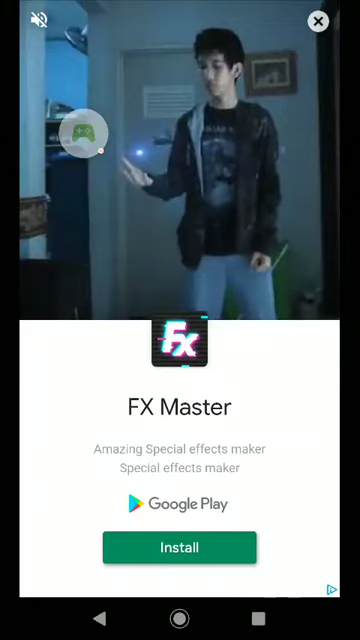 Fx
FX Master
Amazing Special effects maker
Special effects maker
Google Play
Install